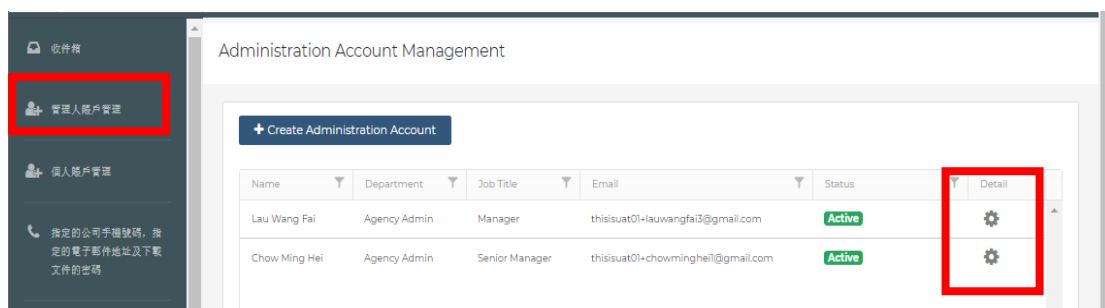 收件箱
Administration Account Management
管理人賬戶管理
+ Create Administration Account
個人賬戶管理
Name Department Job Title Email Status Detail
Lau Wang Fai Agency Admin Manager thisisuat01+lauwangfai3@gmail.com Active
指定的公司手機號碼，指
定的電子郵件地址及下載
文件的密碼
Chow Ming Hei Agency Admin Senior Manager thisisuat01+chowminghei1@gmail.com Active